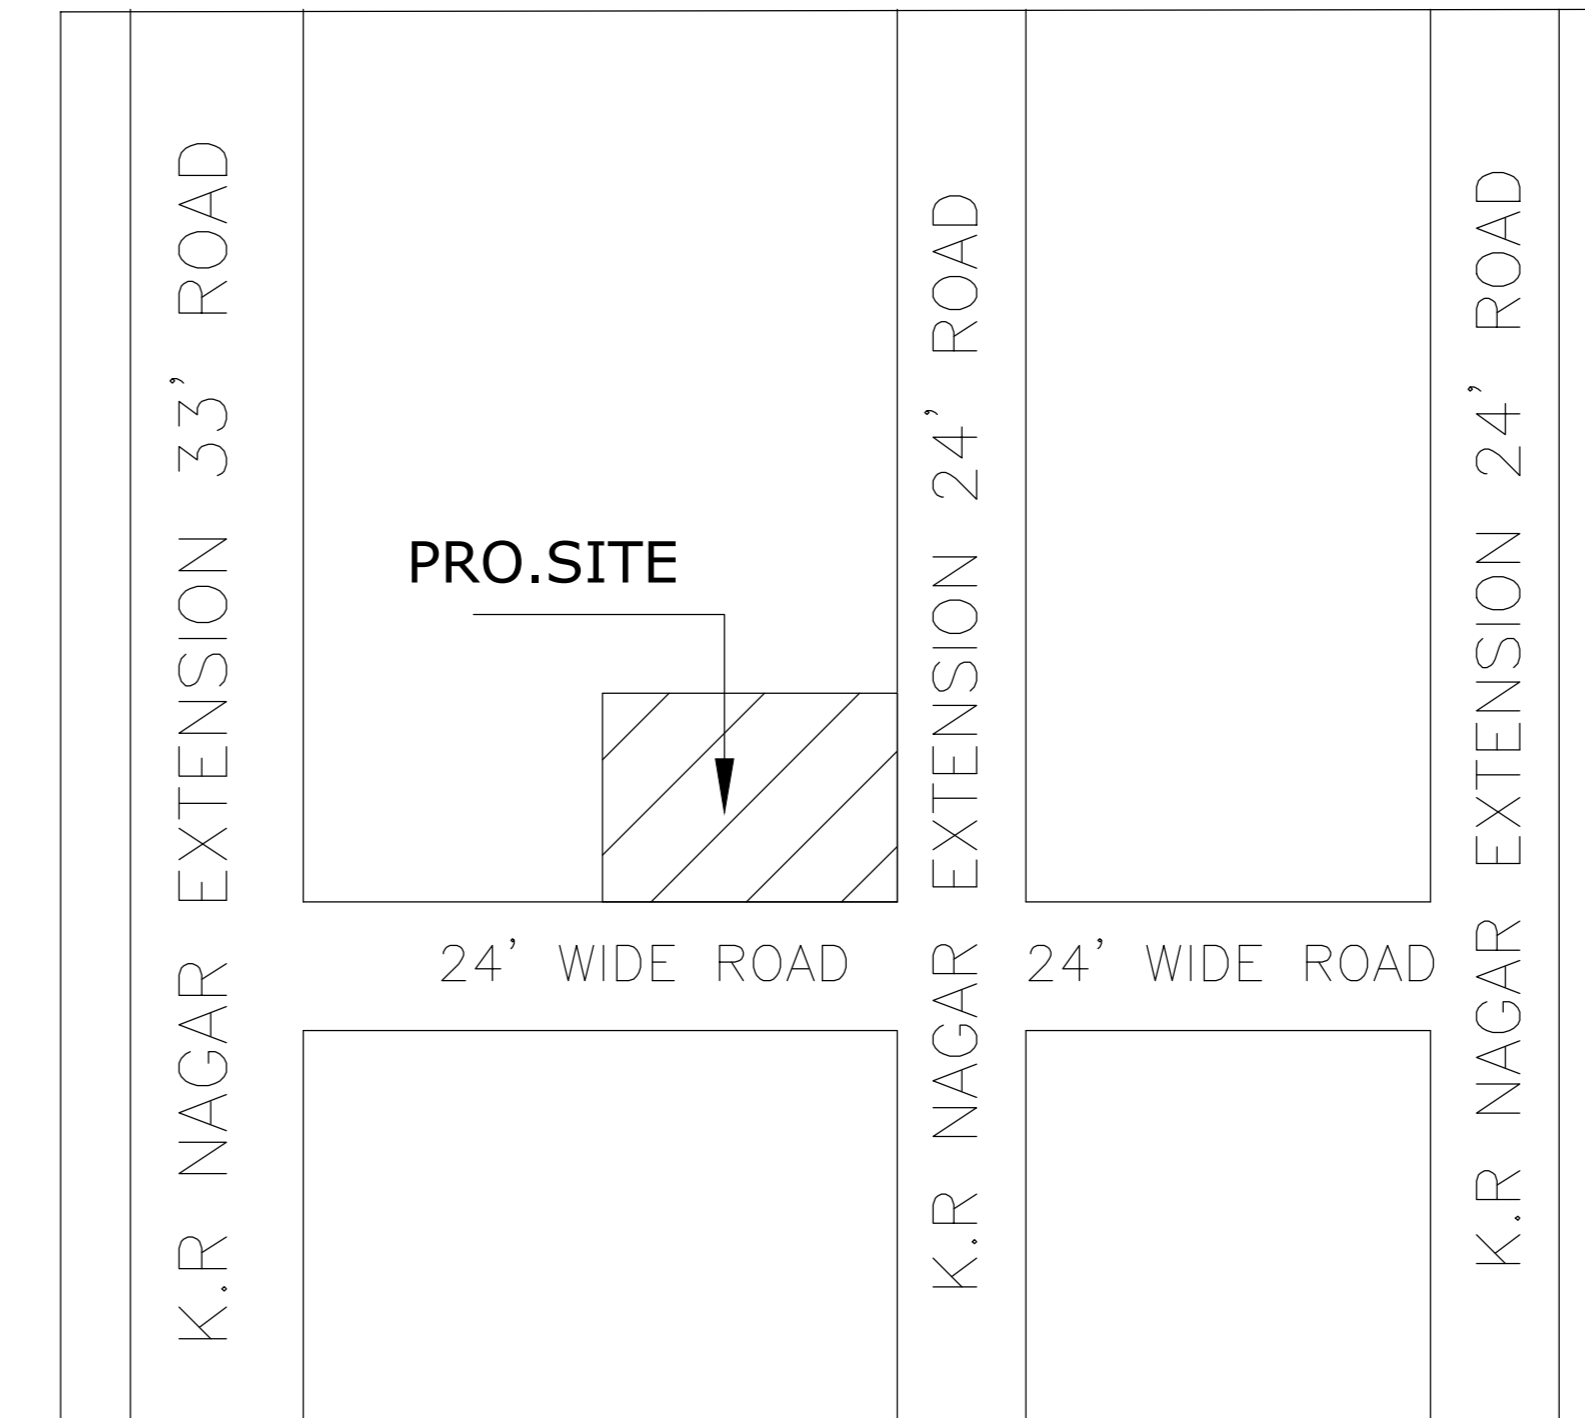 K.R NAGAR EXTENSION 33' ROAD
PRO.SITE
K.R NAGAR EXTENSION 24' ROAD
K.R NAGAR EXTENSION 24' ROAD
24' WIDE ROAD
24' WIDE ROAD